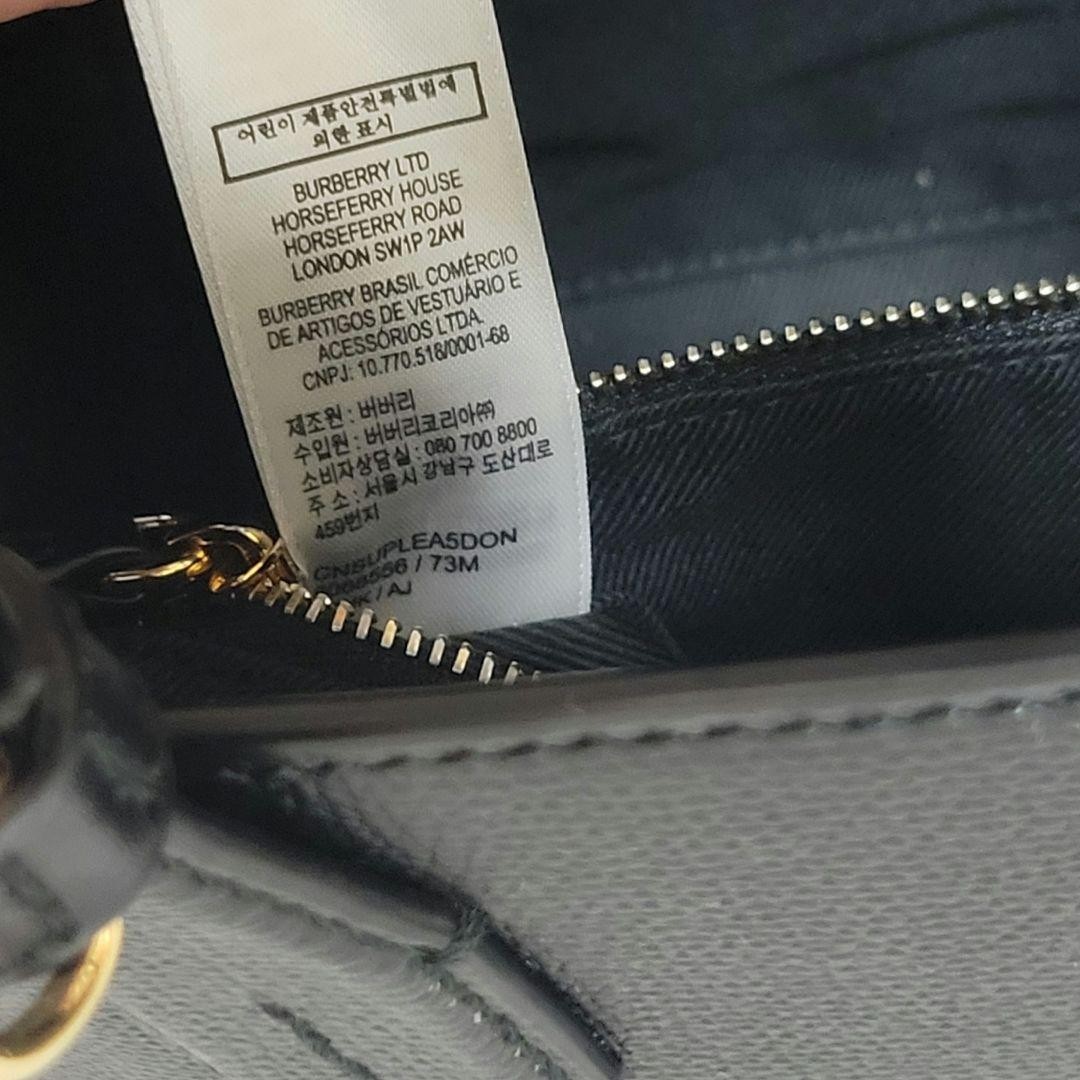 어린이 제품안전특별법에
의한 표시
BURBERRY LTD
HORSEFERRY HOUSE
HORSEFERRY ROAD
LONDON SW1P 2AW
BURBERRY BRASIL COMÉRCIO
DE ARTIGOS DE VESTUÁRIO E
ACESSÓRIOS LTDA.
CNPJ: 10.770.518/0001-68
제조원 : 버버리
수입원 : 버버리코리아㈜
소비자상담실 : 080 700 8800
주 소 : 서울시 강남구 도산대로
459번지
CNSUPLEA5DON
/ 73M
/ AJ